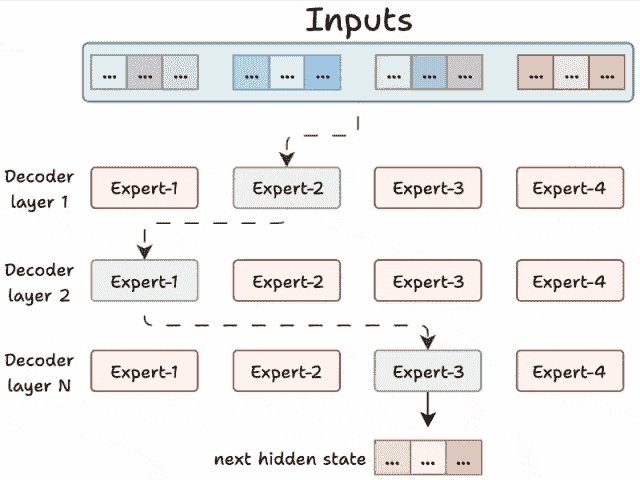 Inputs
... ... ... ... ... ... ... ... ... ... ... ...
Decoder
layer 1
Expert-1 Expert-2 Expert-3 Expert-4
Decoder
layer 2
Expert-1 Expert-2 Expert-3 Expert-4
Decoder
layer N
Expert-1 Expert-2 Expert-3 Expert-4
next hidden state ... ... ...